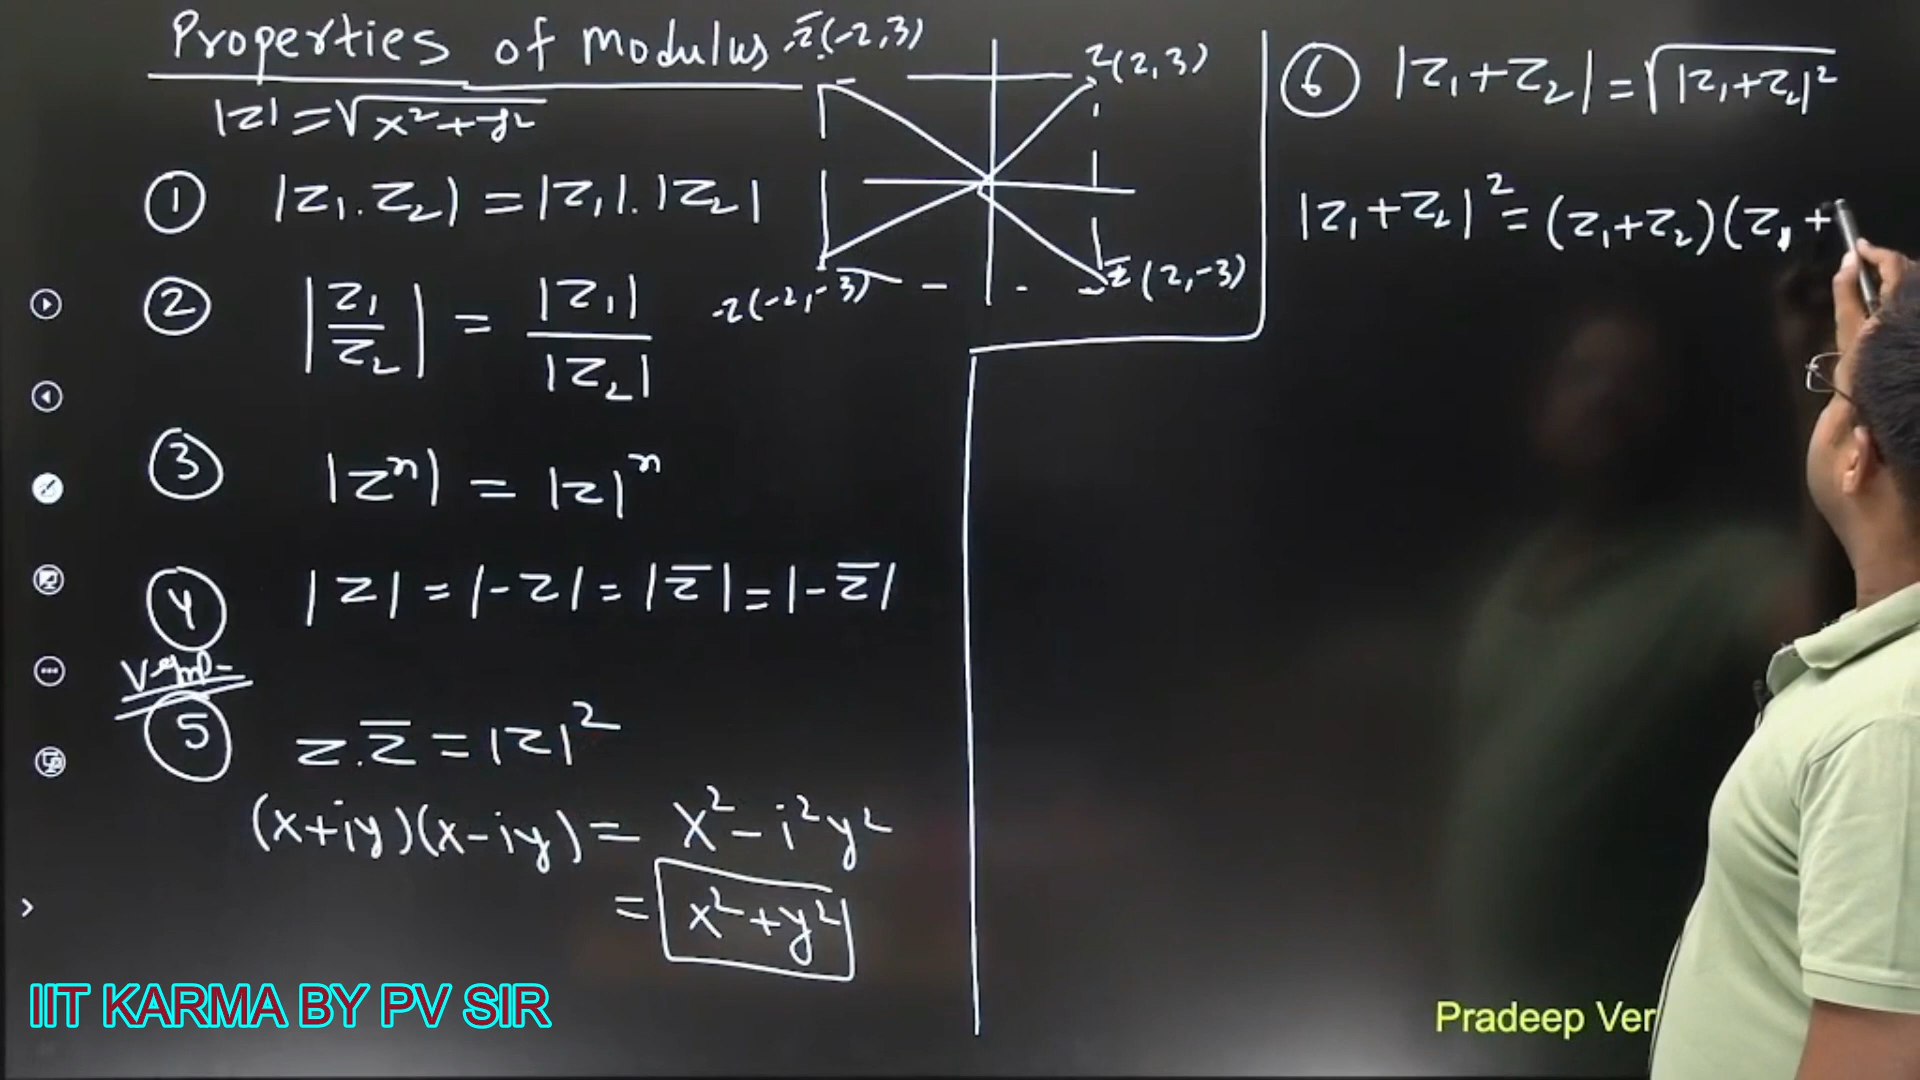 Properties of modulus
|z| = √x²+y²
① |z₁.z₂| = |z₁|.|z₂|
② |z₁/z₂| = |z₁|/|z₂|
③ |zⁿ| = |z|ⁿ
④ |z| = |-z| = |z̄| = |-z̄|
⑤ z.z̄ = |z|²
(x+iy)(x-iy) = x²-i²y²
= x²+y²
-z̄(-2,3)
z(2,3)
-z(-2,-3)
z̄(2,-3)
⑥ |z₁+z₂| = √|z₁+z₂|²
|z₁+z₂|² = (z₁+z₂)(z₁+
IIT KARMA BY PV SIR
Pradeep Ver